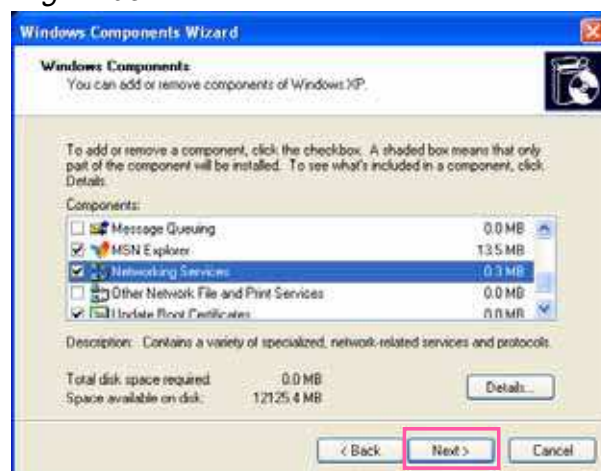 Windows Components Wizard
Windows Components
You can add or remove components of Windows XP.
To add or remove a component, click the checkbox. A shaded box means that only
part of the component will be installed. To see what's included in a component, click
Details.
Components:
Message Queuing 0.0 MB
MSN Explorer 13.5 MB
Networking Services 0.3 MB
Other Network File and Print Services 0.0 MB
Update Root Certificates 0.0 MB
Description: Contains a variety of specialized, network-related services and protocols.
Total disk space required: 0.0 MB
Space available on disk: 12125.4 MB
Details...
< Back
Next >
Cancel